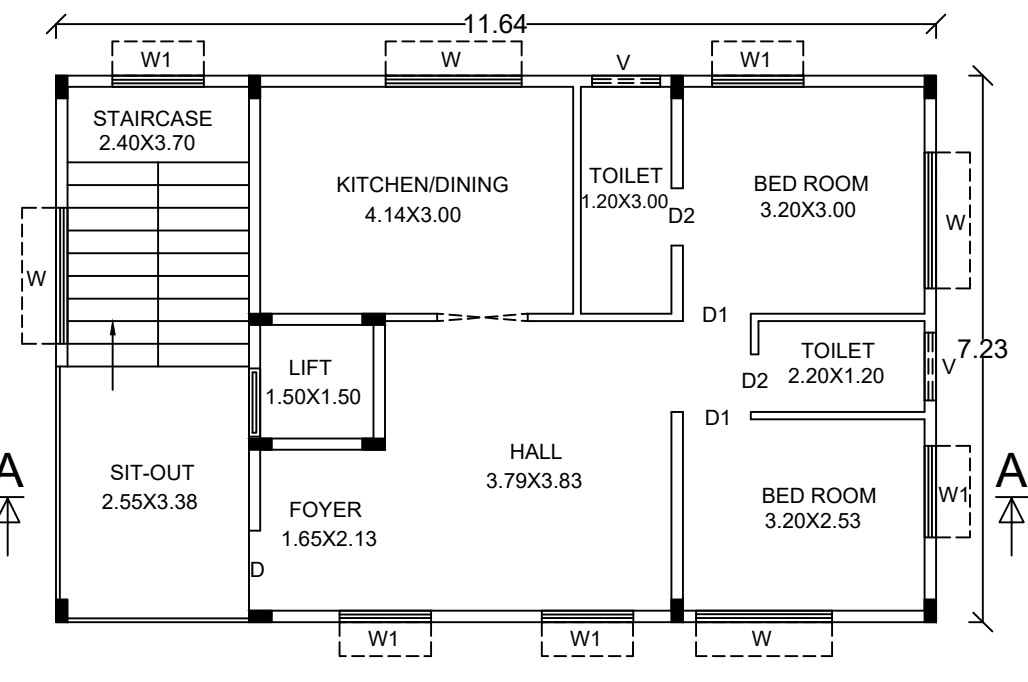 11.64
W1
W
V
W1
STAIRCASE
2.40X3.70
KITCHEN/DINING
4.14X3.00
TOILET
1.20X3.00
D2
BED ROOM
3.20X3.00
W
W
D1
LIFT
1.50X1.50
TOILET
2.20X1.20
V
7.23
D2
D1
SIT-OUT
2.55X3.38
HALL
3.79X3.83
FOYER
1.65X2.13
BED ROOM
3.20X2.53
W1
A
A
D
W1
W1
W